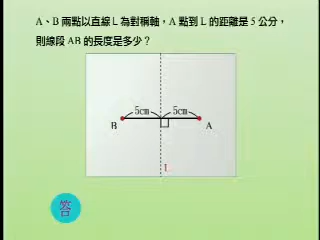 A、B 兩點以直線 L 為對稱軸,A 點到 L 的距離是 5 公分,
則線段 AB 的長度是多少?
5cm 5cm
B A
L
答